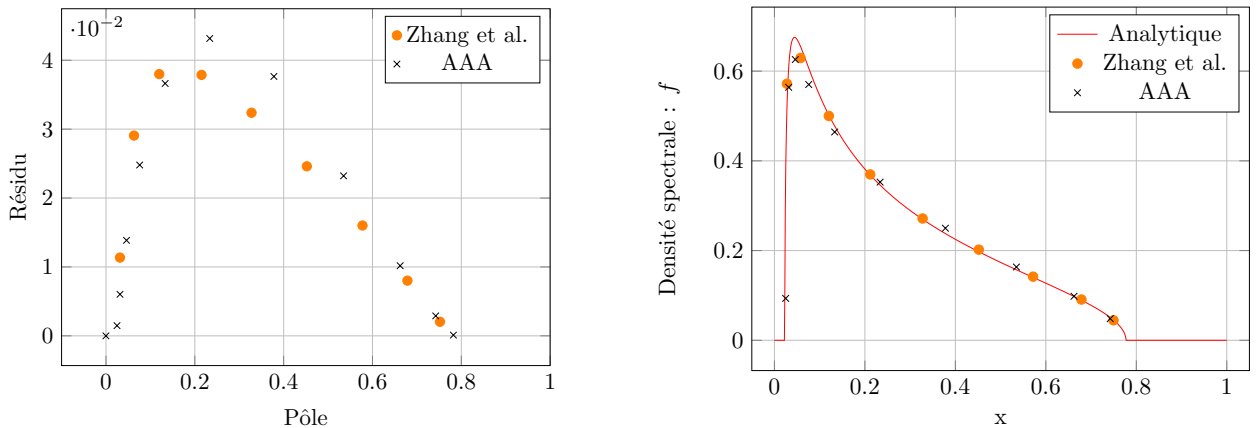 ·10⁻²
Zhang et al.
AAA
4
3
2
1
0
Résidu
0
0.2
0.4
0.6
0.8
1
Pôle
Analytique
Zhang et al.
AAA
0.6
0.4
0.2
0
Densité spectrale : f
0
0.2
0.4
0.6
0.8
1
x